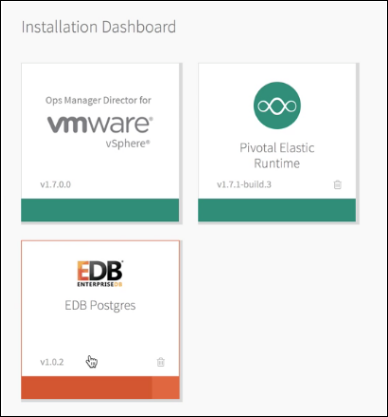 Installation Dashboard
Ops Manager Director for
vmware®
vSphere®
v1.7.0.0
Pivotal Elastic
Runtime
v1.7.1-build.3
EDB
ENTERPRISEDB
EDB Postgres
v1.0.2